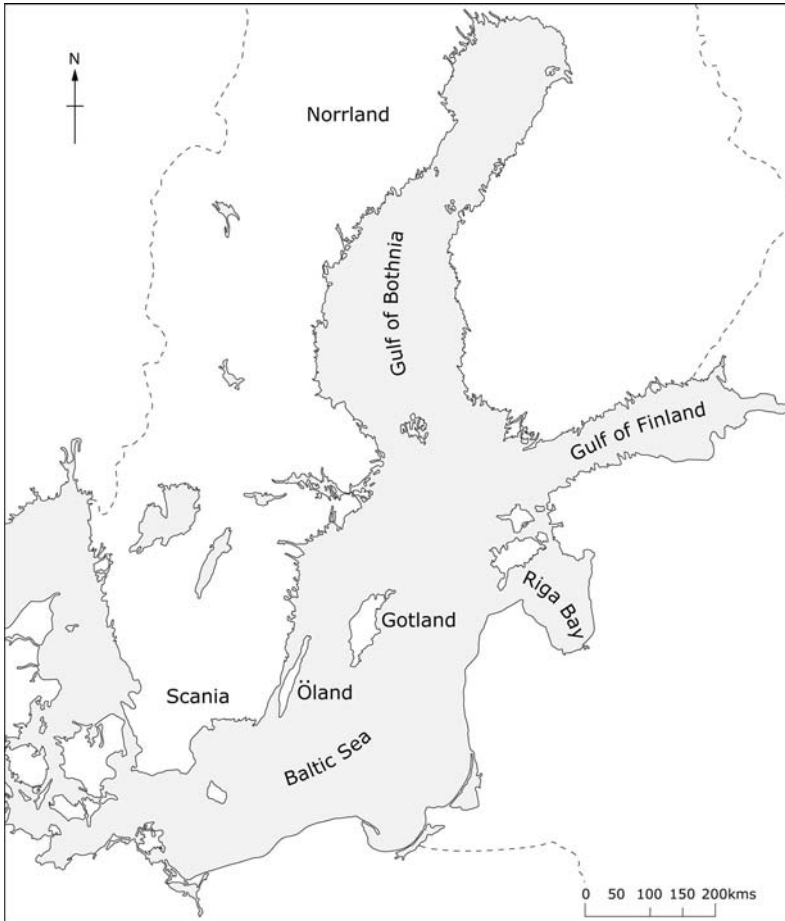 N
Norrland
Gulf of Bothnia
Gulf of Finland
Riga Bay
Gotland
Scania
Öland
Baltic Sea
0 50 100 150 200kms